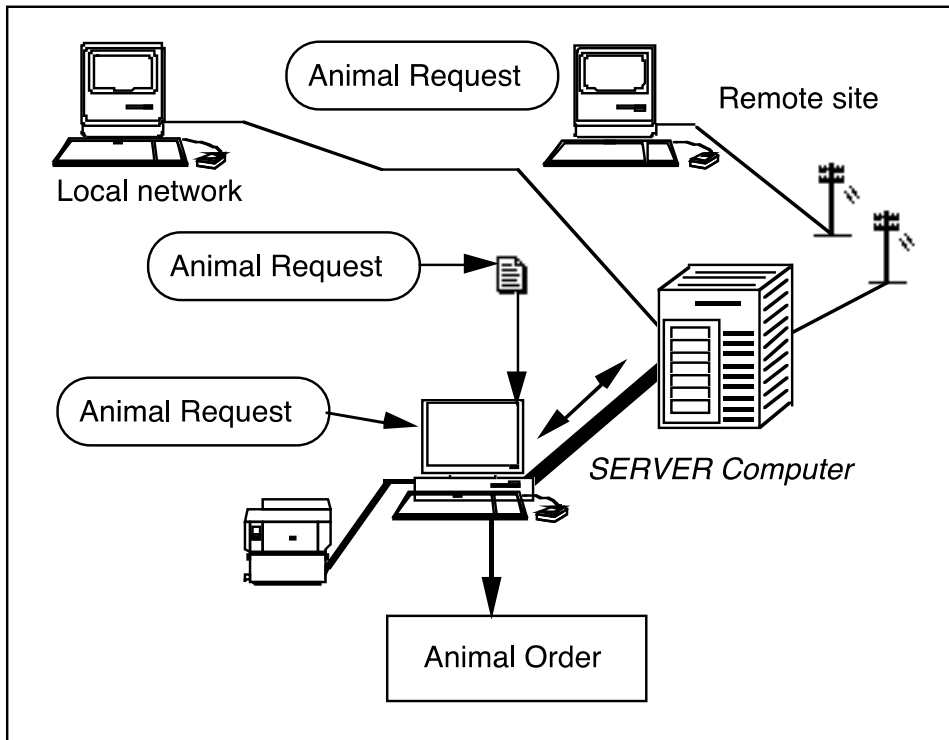 Animal Request
Remote site
Local network
Animal Request
Animal Request
SERVER Computer
Animal Order